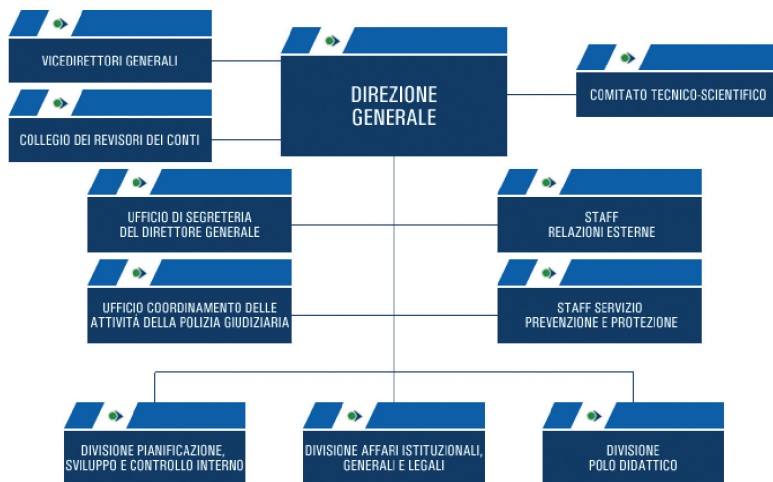 VICEDIRETTORI GENERALI
DIREZIONE
GENERALE
COMITATO TECNICO-SCIENTIFICO
COLLEGIO DEI REVISORI DEI CONTI
UFFICIO DI SEGRETERIA
DEL DIRETTORE GENERALE
STAFF
RELAZIONI ESTERNE
UFFICIO COORDINAMENTO DELLE
ATTIVITÀ DELLA POLIZIA GIUDIZIARIA
STAFF SERVIZIO
PREVENZIONE E PROTEZIONE
DIVISIONE PIANIFICAZIONE,
SVILUPPO E CONTROLLO INTERNO
DIVISIONE AFFARI ISTITUZIONALI,
GENERALI E LEGALI
DIVISIONE
POLO DIDATTICO